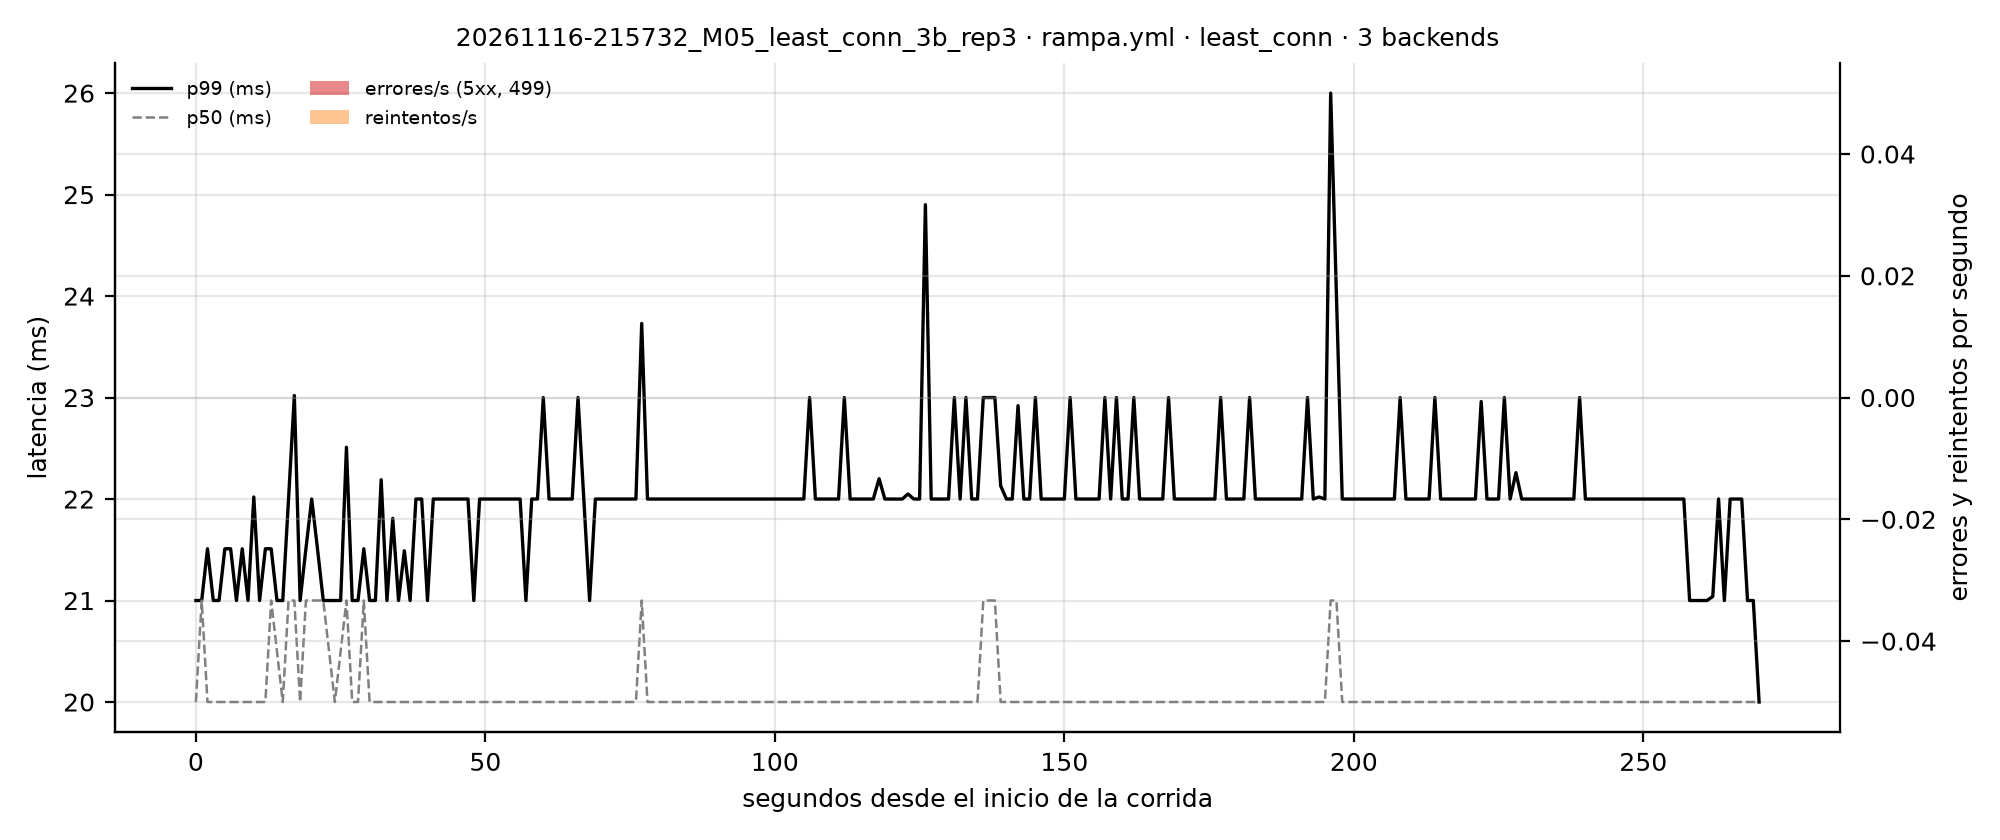 20261116-215732_M05_least_conn_3b_rep3 · rampa.yml · least_conn · 3 backends
p99 (ms)
p50 (ms)
errores/s (5xx, 499)
reintentos/s
latencia (ms)
26
25
24
23
22
21
20
0.04
0.02
0.00
−0.02
−0.04
errores y reintentos por segundo
0
50
100
150
200
250
segundos desde el inicio de la corrida